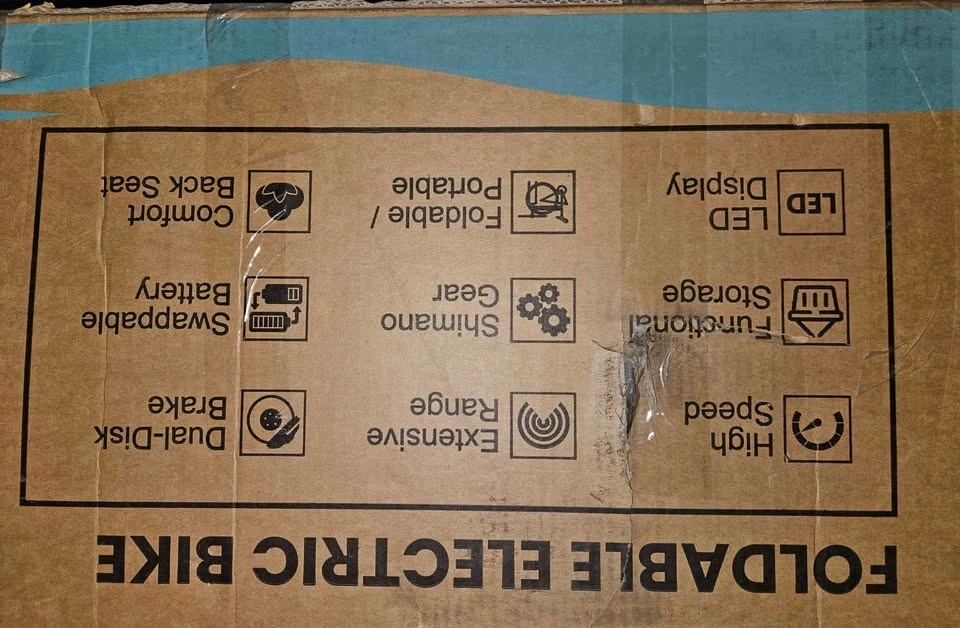 FOLDABLE ELECTRIC BIKE
High
Speed
Extensive
Range
Dual-Disk
Brake
Functional
Storage
Shimano
Gear
Swappable
Battery
LED
LED
Display
Foldable /
Portable
Comfort
Back Seat